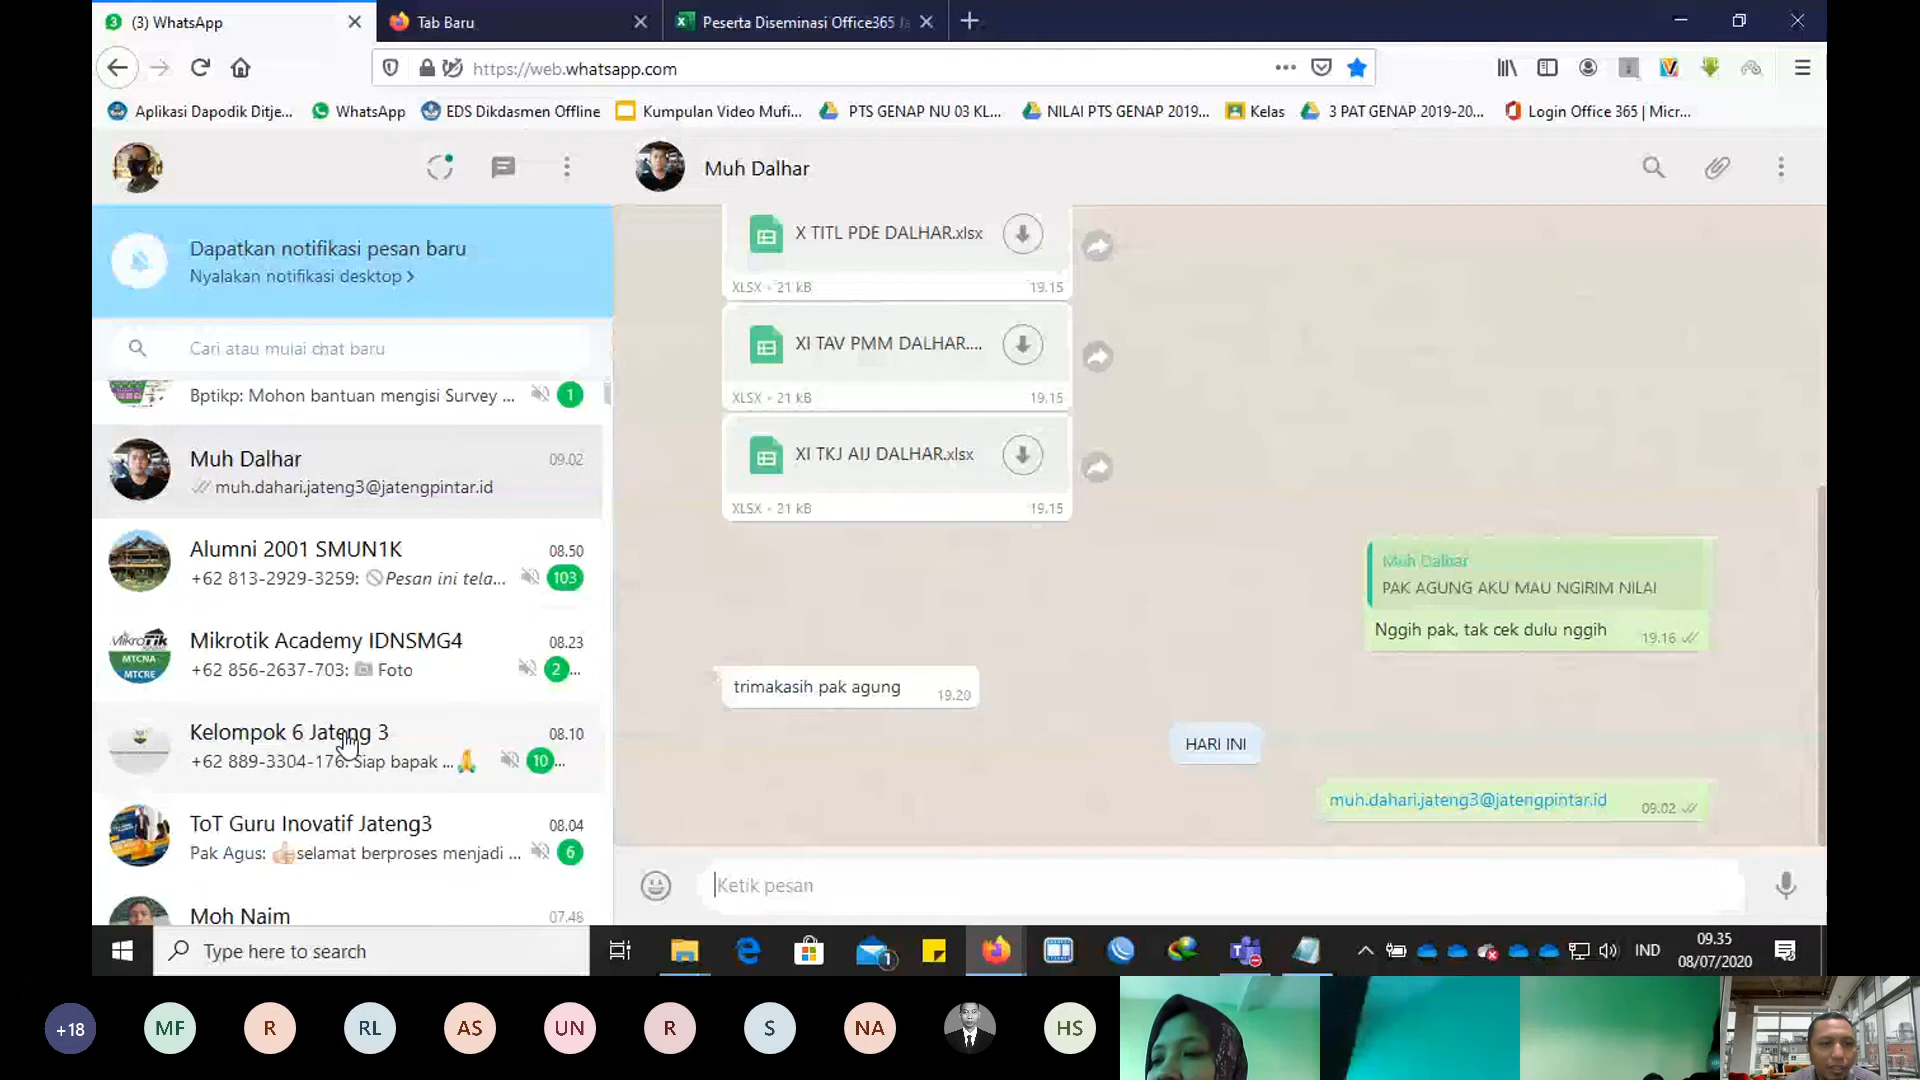 (3) WhatsApp
Tab Baru
Peserta Diseminasi Office365
https://web.whatsapp.com
Aplikasi Dapodik Ditje...
WhatsApp
EDS Dikdasmen Offline
Kumpulan Video Mufi...
PTS GENAP NU 03 KL...
NILAI PTS GENAP 2019...
Kelas
3 PAT GENAP 2019-20...
Login Office 365 | Micr...
Muh Dalhar
Dapatkan notifikasi pesan baru
Nyalakan notifikasi desktop >
Cari atau mulai chat baru
Bptikp: Mohon bantuan mengisi Survey ...
1
Muh Dalhar
09.02
muh.dahari.jateng3@jatengpintar.id
Alumni 2001 SMUN1K
08.50
+62 813-2929-3259: Pesan ini tela...
103
MikroTik
MTCNA
MTCRE
Mikrotik Academy IDNSMG4
08.23
+62 856-2637-703: Foto
2...
Kelompok 6 Jateng 3
08.10
+62 889-3304-176: Siap bapak ...🙏
10...
ToT Guru Inovatif Jateng3
08.04
Pak Agus: 👍🏻selamat berproses menjadi ...
6
Moh Naim
07.46
X TITL PDE DALHAR.xlsx
XLSX • 21 kB
19.15
XI TAV PMM DALHAR....
XLSX • 21 kB
19.15
XI TKJ AIJ DALHAR.xlsx
XLSX • 21 kB
19.15
Muh Dalhar
PAK AGUNG AKU MAU NGIRIM NILAI
Nggih pak, tak cek dulu nggih
19.16
trimakasih pak agung
19.20
HARI INI
muh.dahari.jateng3@jatengpintar.id
09.02
Ketik pesan
Type here to search
1
IND
09.35
08/07/2020
+18
MF
R
RL
AS
UN
R
S
NA
HS